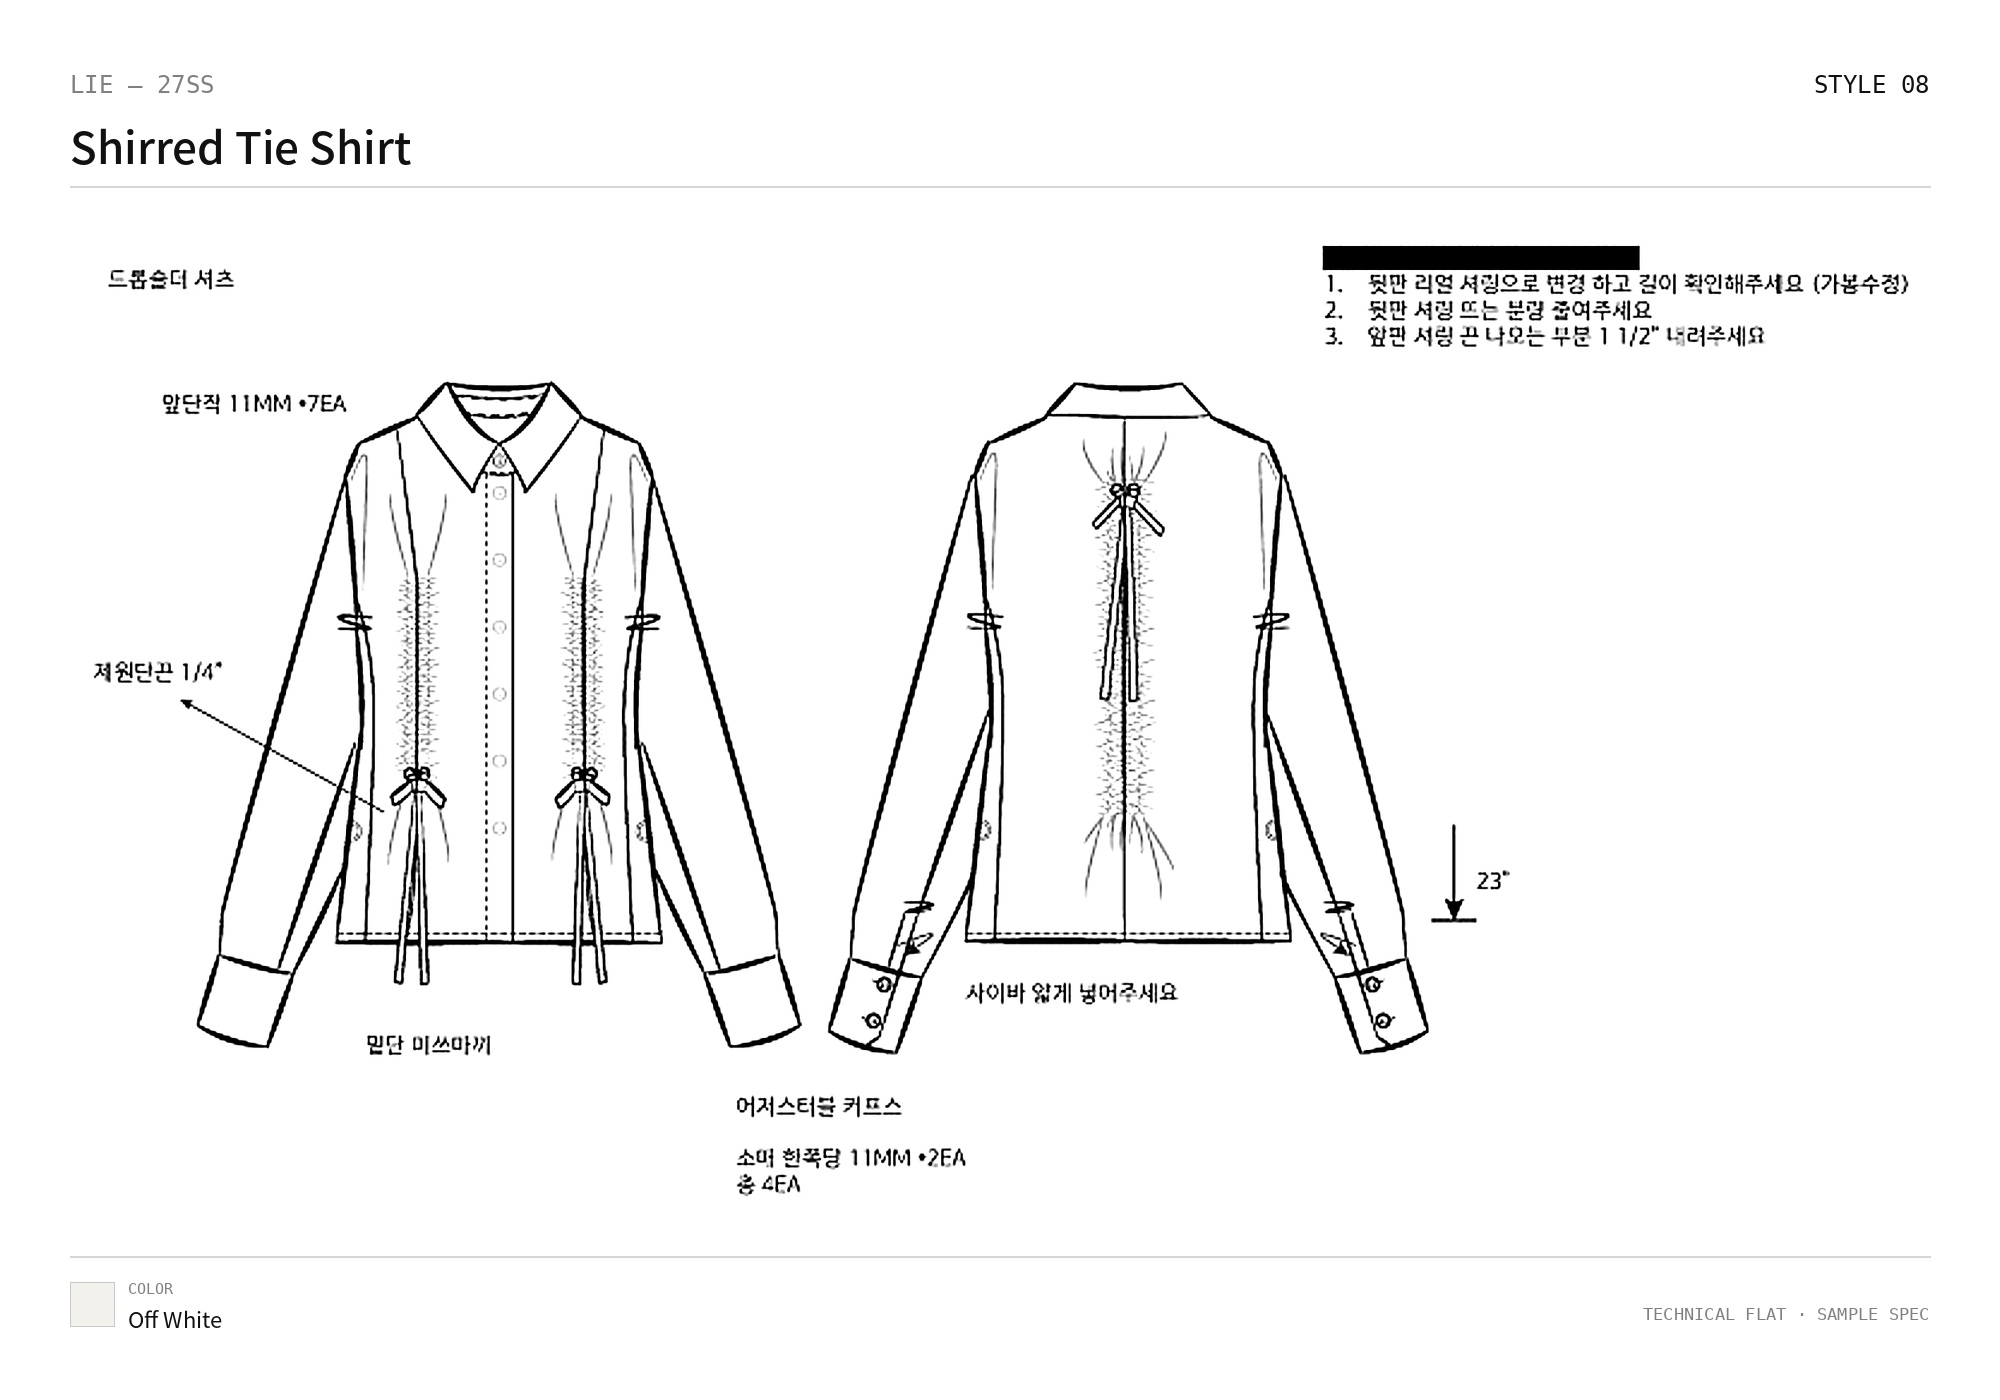 LIE — 27SS
STYLE 08
Shirred Tie Shirt
드롭숄더 셔츠
1. 뒷판 리얼 셔링으로 변경 하고 길이 확인해주세요 (가봉수정)
2. 뒷판 셔링 뜨는 분량 줄여주세요
3. 앞판 셔링 끈 나오는 부분 1 1/2" 내려주세요
앞단작 11MM •7EA
제원단끈 1/4"
23"
사이바 얇게 넣어주세요
밑단 미쓰마끼
어저스터블 커프스
소매 한쪽당 11MM •2EA
총 4EA
COLOR
Off White
TECHNICAL FLAT · SAMPLE SPEC